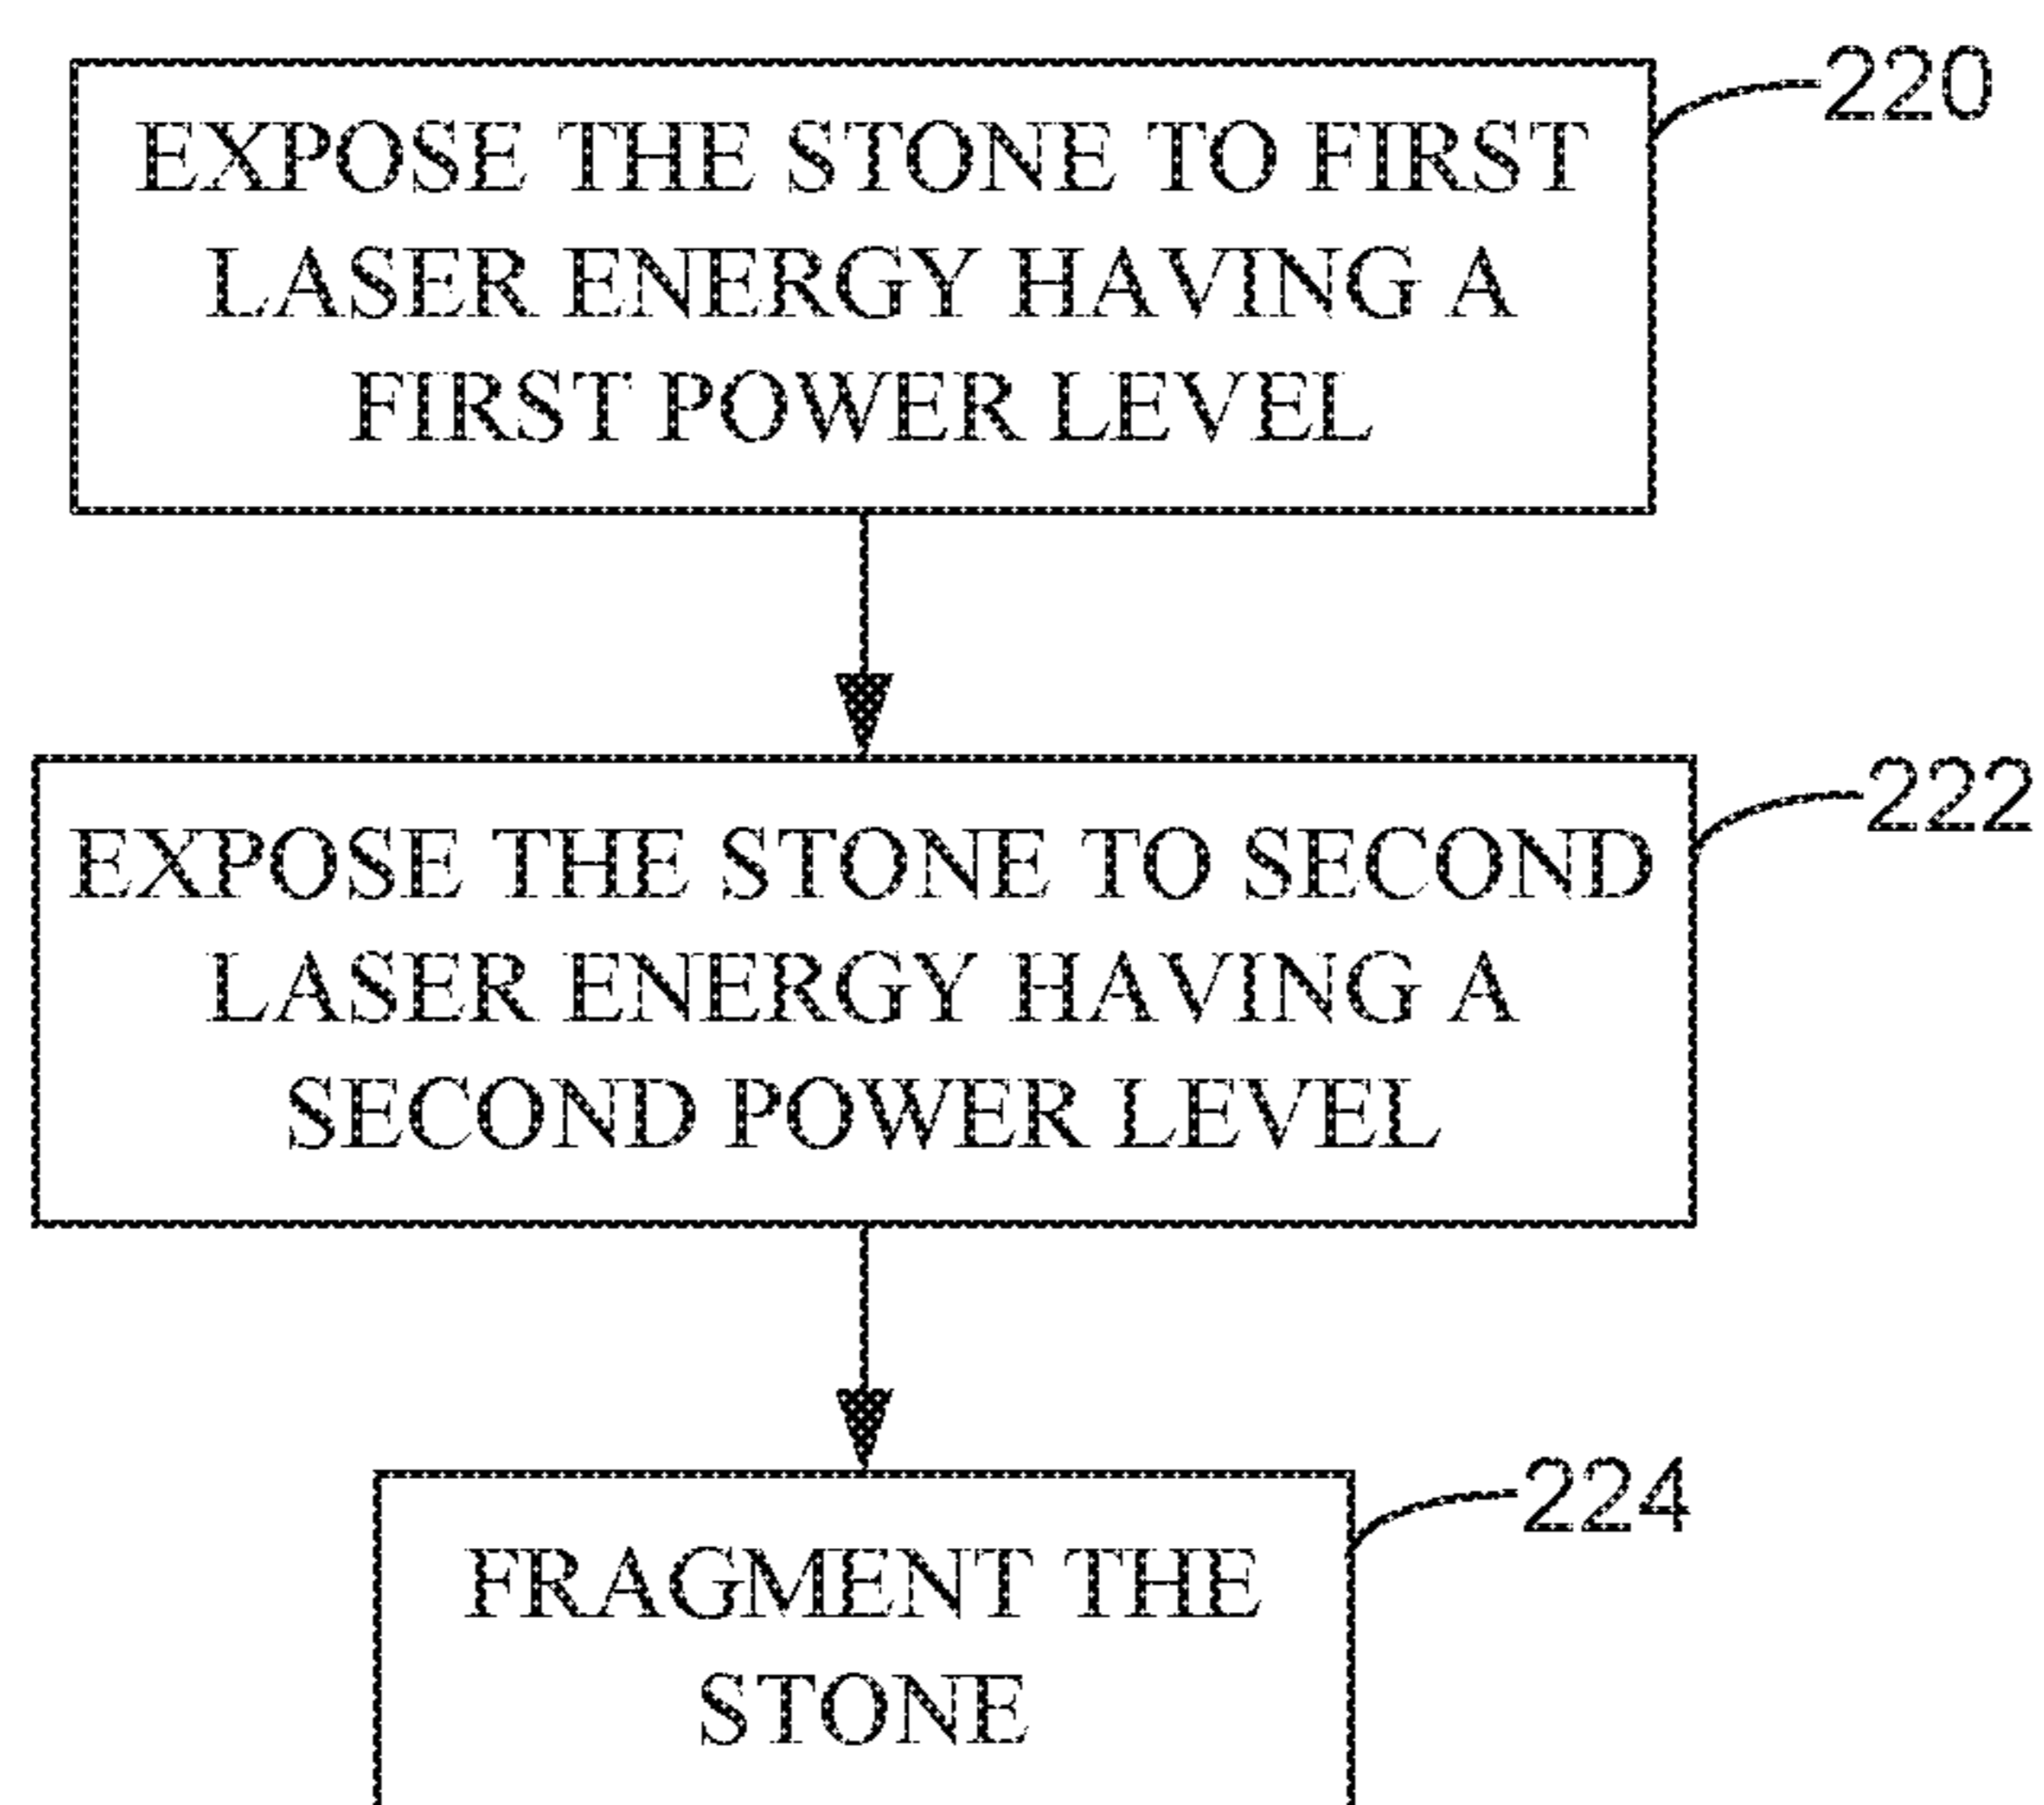 220
EXPOSE THE STONE TO FIRST
LASER ENERGY HAVING A
FIRST POWER LEVEL
222
EXPOSE THE STONE TO SECOND
LASER ENERGY HAVING A
SECOND POWER LEVEL
224
FRAGMENT THE
STONE